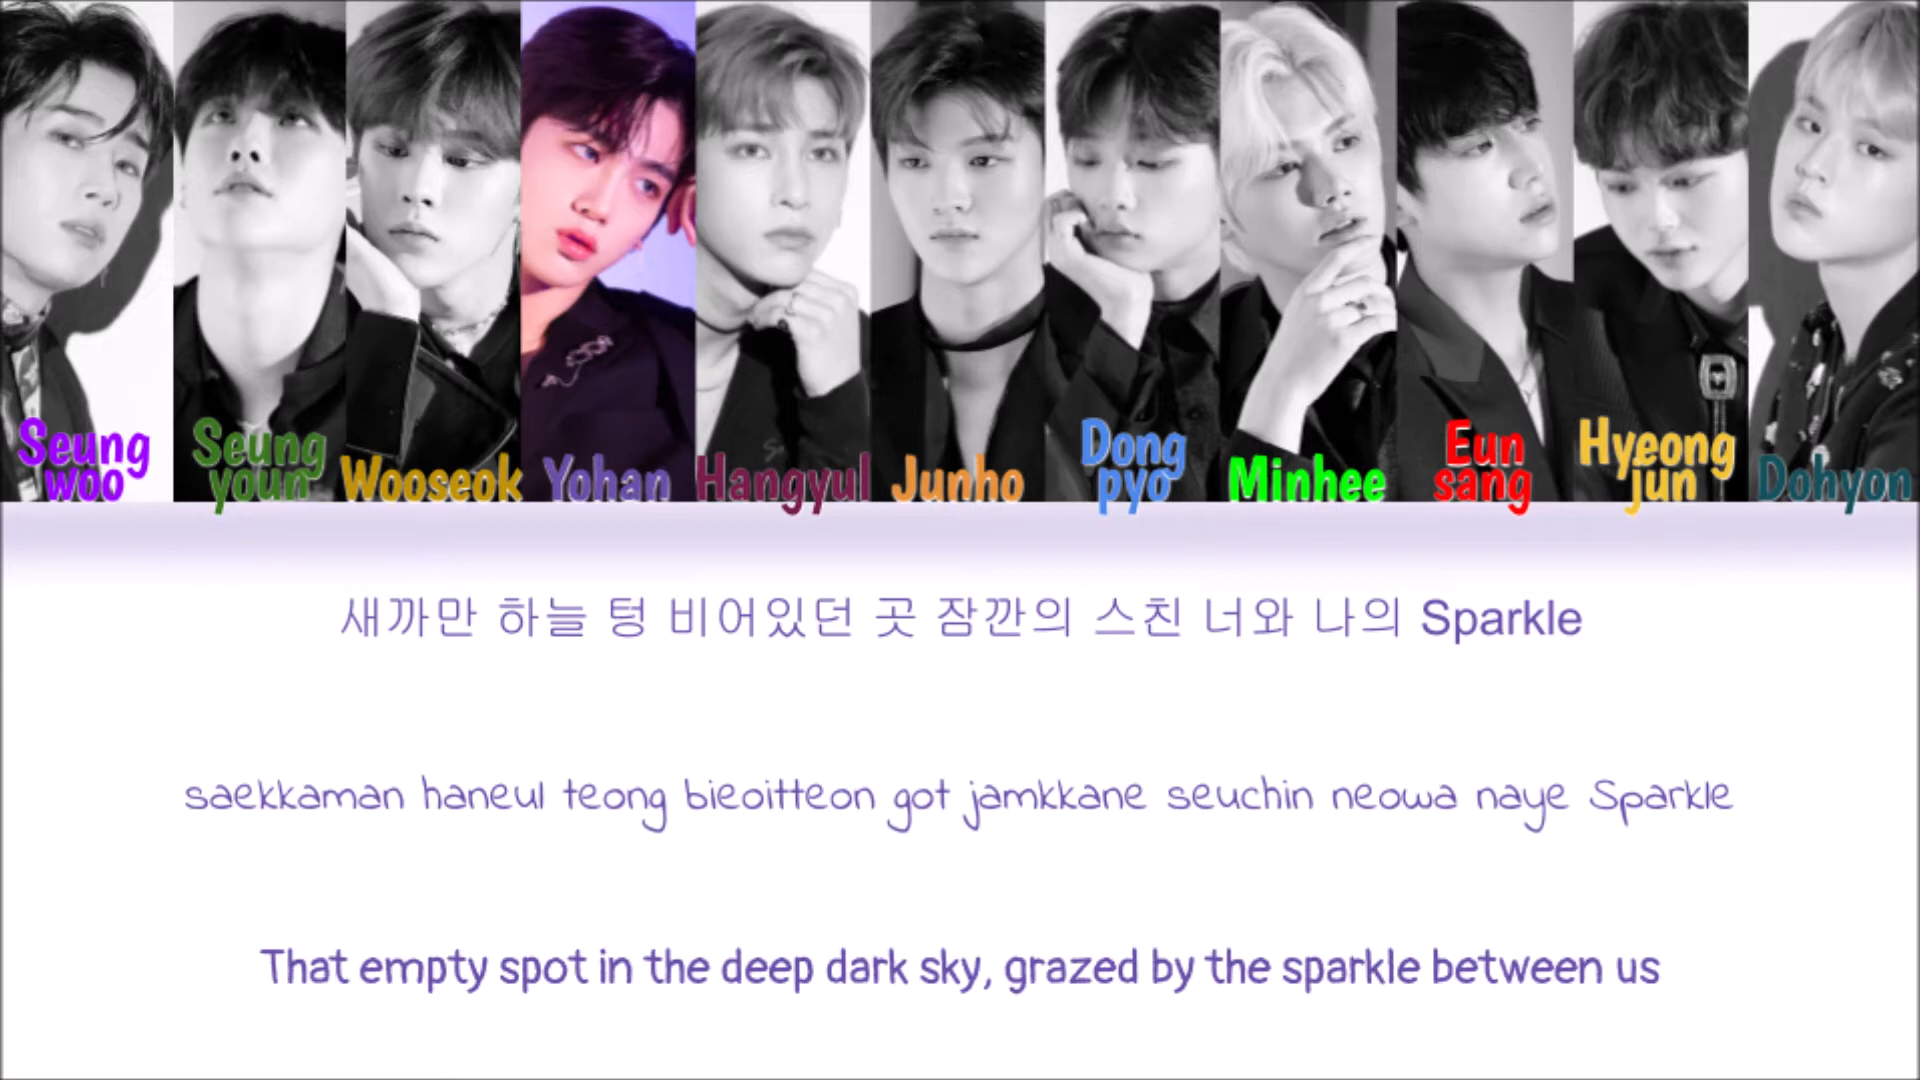 Seung
woo
Seung
youn
Wooseok
Yohan
Hangyul
Junho
Dong
pyo
Minhee
Eun
sang
Hyeong
jun
Dohyon
새까만 하늘 텅 비어있던 곳 잠깐의 스친 너와 나의 Sparkle
saekkaman haneul teong bieoitteon got jamkkane seuchin neowa naye Sparkle
That empty spot in the deep dark sky, grazed by the sparkle between us